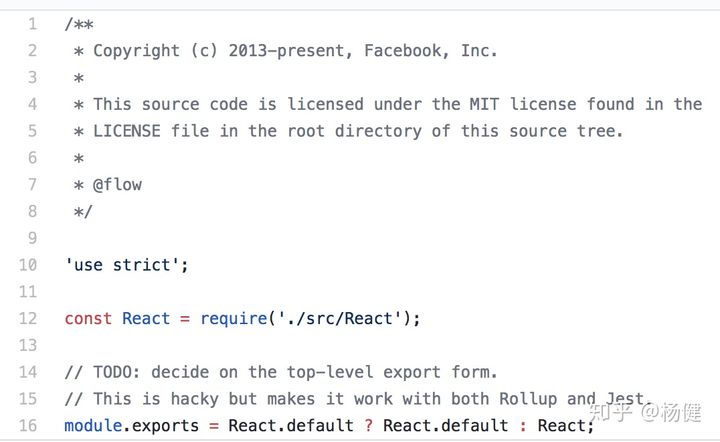 1 /**
2 * Copyright (c) 2013-present, Facebook, Inc.
3 *
4 * This source code is licensed under the MIT license found in the
5 * LICENSE file in the root directory of this source tree.
6 *
7 * @flow
8 */
9
10 'use strict';
11
12 const React = require('./src/React');
13
14 // TODO: decide on the top-level export form.
15 // This is hacky but makes it work with both Rollup and Jest.
16 module.exports = React.default ? React.default : React;
知乎 @杨健